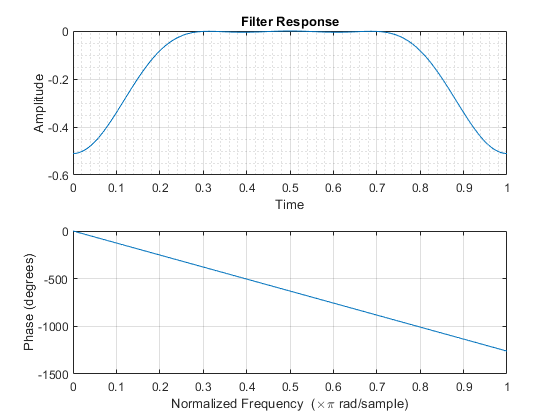 Filter Response
0
-0.2
-0.4
-0.6
Amplitude
0 0.1 0.2 0.3 0.4 0.5 0.6 0.7 0.8 0.9 1
Time
0
-500
-1000
-1500
Phase (degrees)
0 0.1 0.2 0.3 0.4 0.5 0.6 0.7 0.8 0.9 1
Normalized Frequency (×π rad/sample)